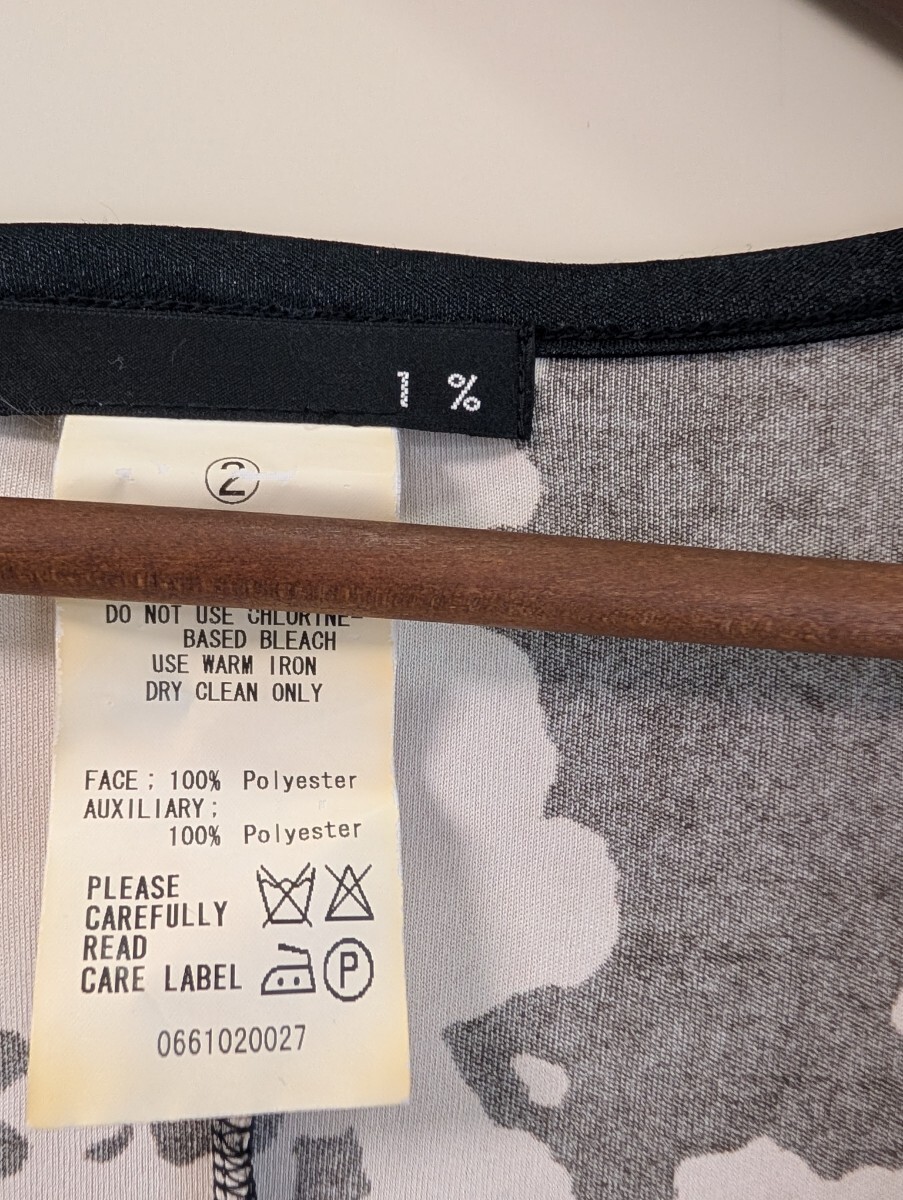 1 %
②
DO NOT USE CHLORINE-
BASED BLEACH
USE WARM IRON
DRY CLEAN ONLY
FACE ; 100% Polyester
AUXILIARY ;
100% Polyester
PLEASE
CAREFULLY
READ
CARE LABEL
P
0661020027